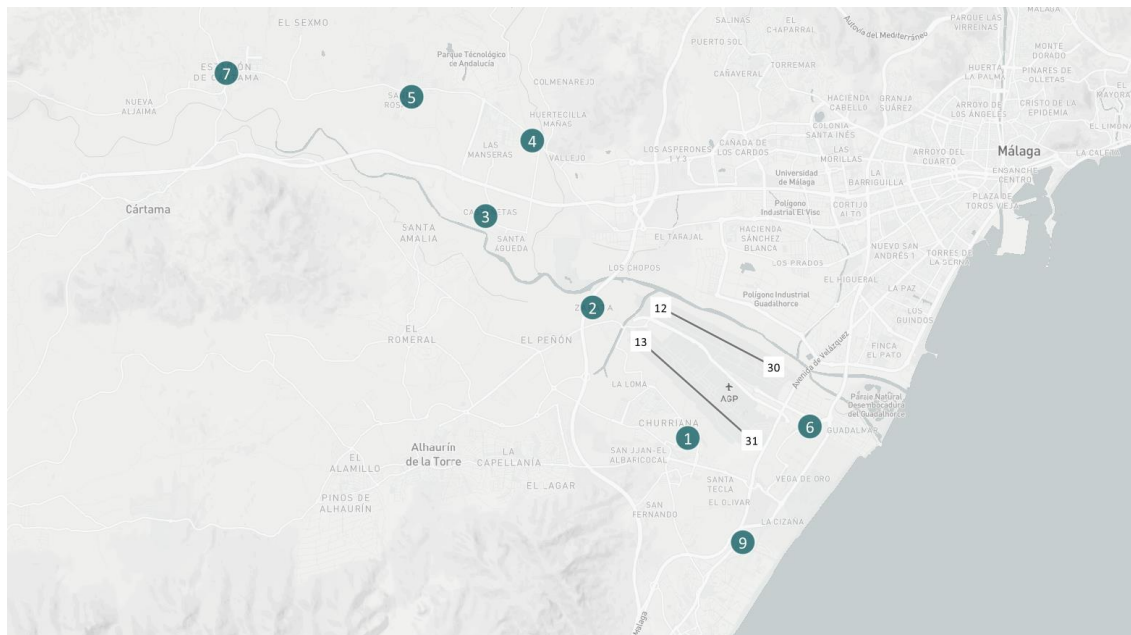 EL SEXMO
SALINAS
EL
CHAPARRAL
Autovía del Mediterráneo
PARQUE LAS
VIRREINAS
MÁLAGA
PUERTO SOL
MONTE
DORADO
Parque Tecnológico
de Andalucía
TORREMAR
HUERTA
LA PALMA
PINARES DE
OLLETAS
7
5
COLMENAREJO
CAÑAVERAL
NUEVA
ALJAIMA
HACIENDA
CABELLO
GRANJA
SUÁREZ
ARROYO DE
LOS ÁNGELES
CRISTO DE LA
EPIDEMIA
EL
MAYORA
HUERTECILLA
MAÑAS
COLONIA
SANTA INÉS
EL LIMONA
4
LAS
MANSERAS
VALLEJO
LOS ASPERONES
1 Y 3
CAÑADA DE
LOS CARDOS
LAS
MORILLAS
ARROYO DEL
CUARTO
Málaga
LA CALETA
Universidad
de Málaga
LA
BARRIGUILLA
ENSANCHE
CENTRO
Cártama
3
Polígono
Industrial El Viso
CORTIJO
ALTO
PLAZA DE
TOROS VIEJA
SANTA
AMALIA
SANTA
ÁGUEDA
EL TARAJAL
HACIENDA
SÁNCHEZ
BLANCA
NUEVO SAN
ANDRÉS 1
TORRES DE
LA SERNA
LOS CHOPOS
LOS PRADOS
EL HIGUERAL
LA PAZ
2
12
Polígono Industrial
Guadalhorce
LOS
GUINDOS
EL
ROMERAL
EL PEÑÓN
13
Avenida de Velázquez
FINCA
EL PATO
30
LA LOMA
AGP
Parque Natural
Desembocadura
del Guadalhorce
CHURRIANA
1
31
6
GUADALMAR
Alhaurín
de la Torre
SAN JUAN-EL
ALBARICOCAL
EL
ALAMILLO
LA
CAPELLANÍA
EL LAGAR
SANTA
TECLA
VEGA DE ORO
PINOS DE
ALHAURÍN
SAN
FERNANDO
EL OLIVAR
LA CIZAÑA
9